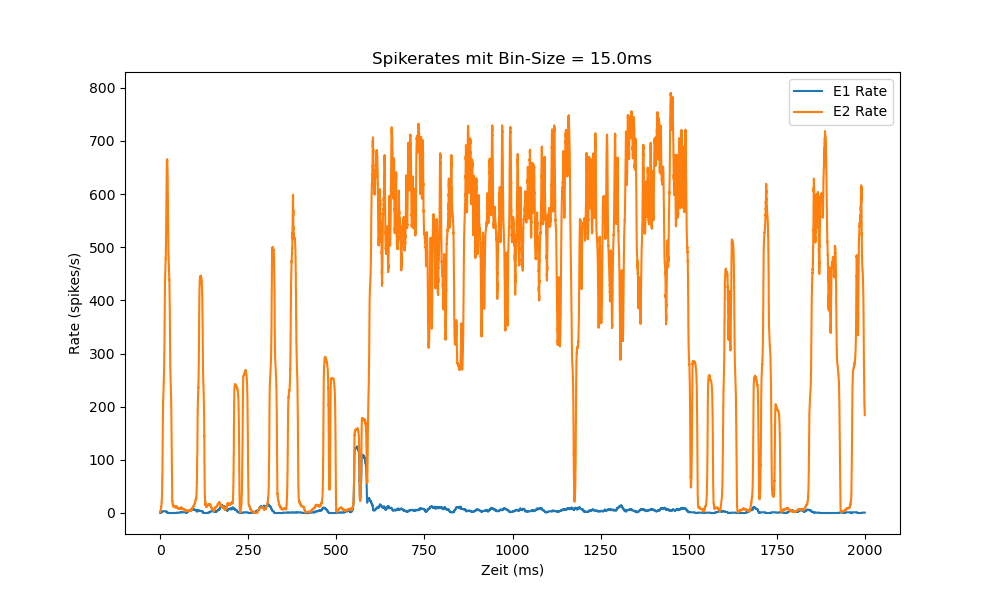 Spikerates mit Bin-Size = 15.0ms
800
700
600
500
400
300
200
100
0
Rate (spikes/s)
E1 Rate
E2 Rate
0 250 500 750 1000 1250 1500 1750 2000
Zeit (ms)